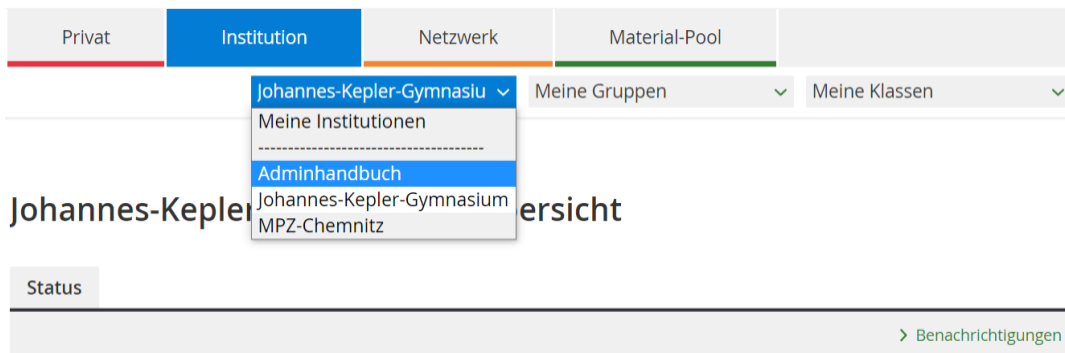 Privat Institution Netzwerk Material-Pool
Johannes-Kepler-Gymnasiu Meine Gruppen Meine Klassen
Meine Institutionen
--------------------------------------
Adminhandbuch
Johannes-Kepler-Gymnasium
MPZ-Chemnitz
Johannes-Kepler ersicht
Status
Benachrichtigungen